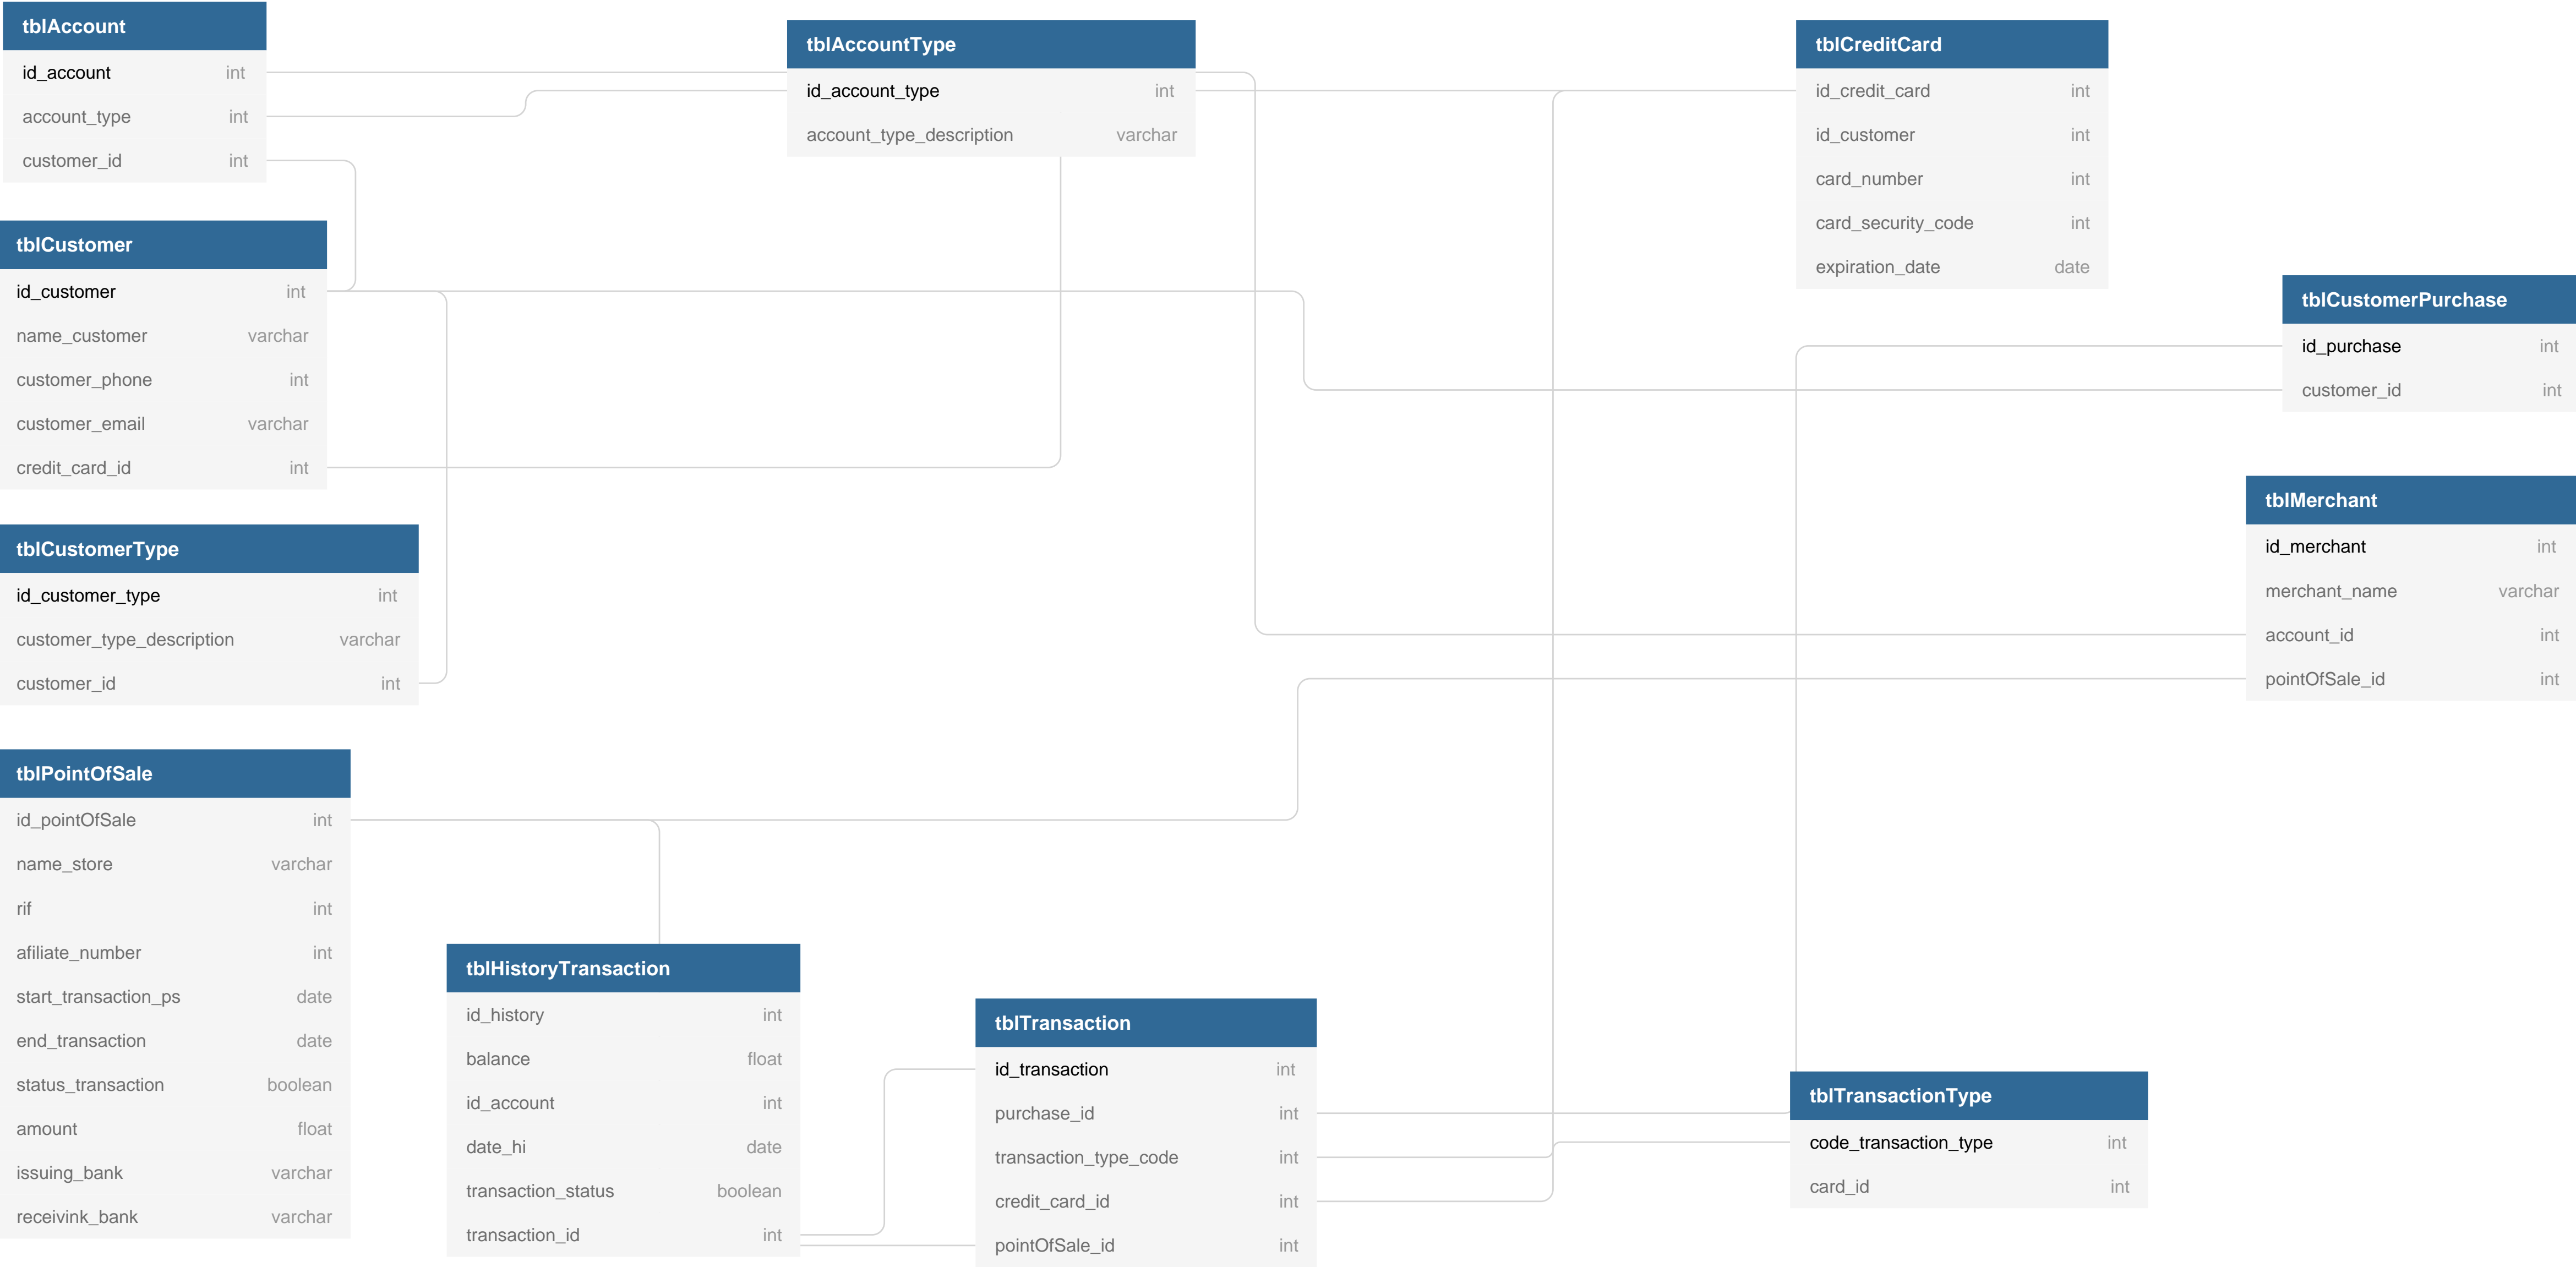 tblAccount
id_account int
account_type int
customer_id int
tblAccountType
id_account_type int
account_type_description varchar
tblCreditCard
id_credit_card int
id_customer int
card_number int
card_security_code int
expiration_date date
tblCustomer
id_customer int
name_customer varchar
customer_phone int
customer_email varchar
credit_card_id int
tblCustomerPurchase
id_purchase int
customer_id int
tblMerchant
id_merchant int
merchant_name varchar
account_id int
pointOfSale_id int
tblCustomerType
id_customer_type int
customer_type_description varchar
customer_id int
tblPointOfSale
id_pointOfSale int
name_store varchar
rif int
afiliate_number int
start_transaction_ps date
end_transaction date
status_transaction boolean
amount float
issuing_bank varchar
receivink_bank varchar
tblHistoryTransaction
id_history int
balance float
id_account int
date_hi date
transaction_status boolean
transaction_id int
tblTransaction
id_transaction int
purchase_id int
transaction_type_code int
credit_card_id int
pointOfSale_id int
tblTransactionType
code_transaction_type int
card_id int